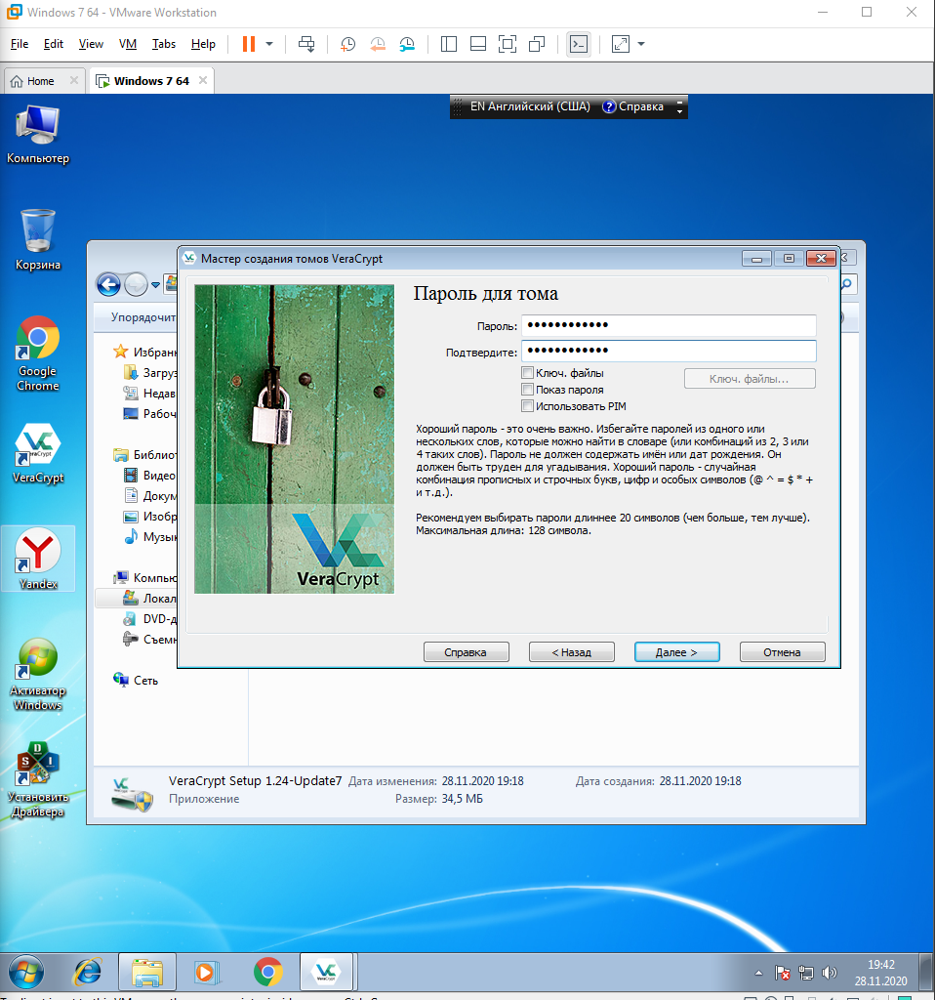 Windows 7 64 - VMware Workstation
File Edit View VM Tabs Help
Home
Windows 7 64
EN Английский (США) Справка
Компьютер
Корзина
Google
Chrome
VeraCrypt
Yandex
Активатор
Windows
Установить
Драйвера
Упорядочит
Избранн
Загруз
Недав
Рабоч
Библиот
Видео
Докум
Изобр
Музык
Компью
Локал
DVD-д
Съемн
Сеть
Мастер создания томов VeraCrypt
VeraCrypt
Пароль для тома
Пароль: ••••••••••••
Подтвердите: ••••••••••••
Ключ. файлы
Ключ. файлы...
Показ пароля
Использовать PIM
Хороший пароль - это очень важно. Избегайте паролей из одного или
нескольких слов, которые можно найти в словаре (или комбинаций из 2, 3 или
4 таких слов). Пароль не должен содержать имён или дат рождения. Он
должен быть труден для угадывания. Хороший пароль - случайная
комбинация прописных и строчных букв, цифр и особых символов (@ ^ = $ * +
и т.д.).
Рекомендуем выбирать пароли длиннее 20 символов (чем больше, тем лучше).
Максимальная длина: 128 символа.
Справка < Назад Далее > Отмена
VeraCrypt Setup 1.24-Update7 Дата изменения: 28.11.2020 19:18 Дата создания: 28.11.2020 19:18
Приложение Размер: 34,5 МБ
19:42
28.11.2020